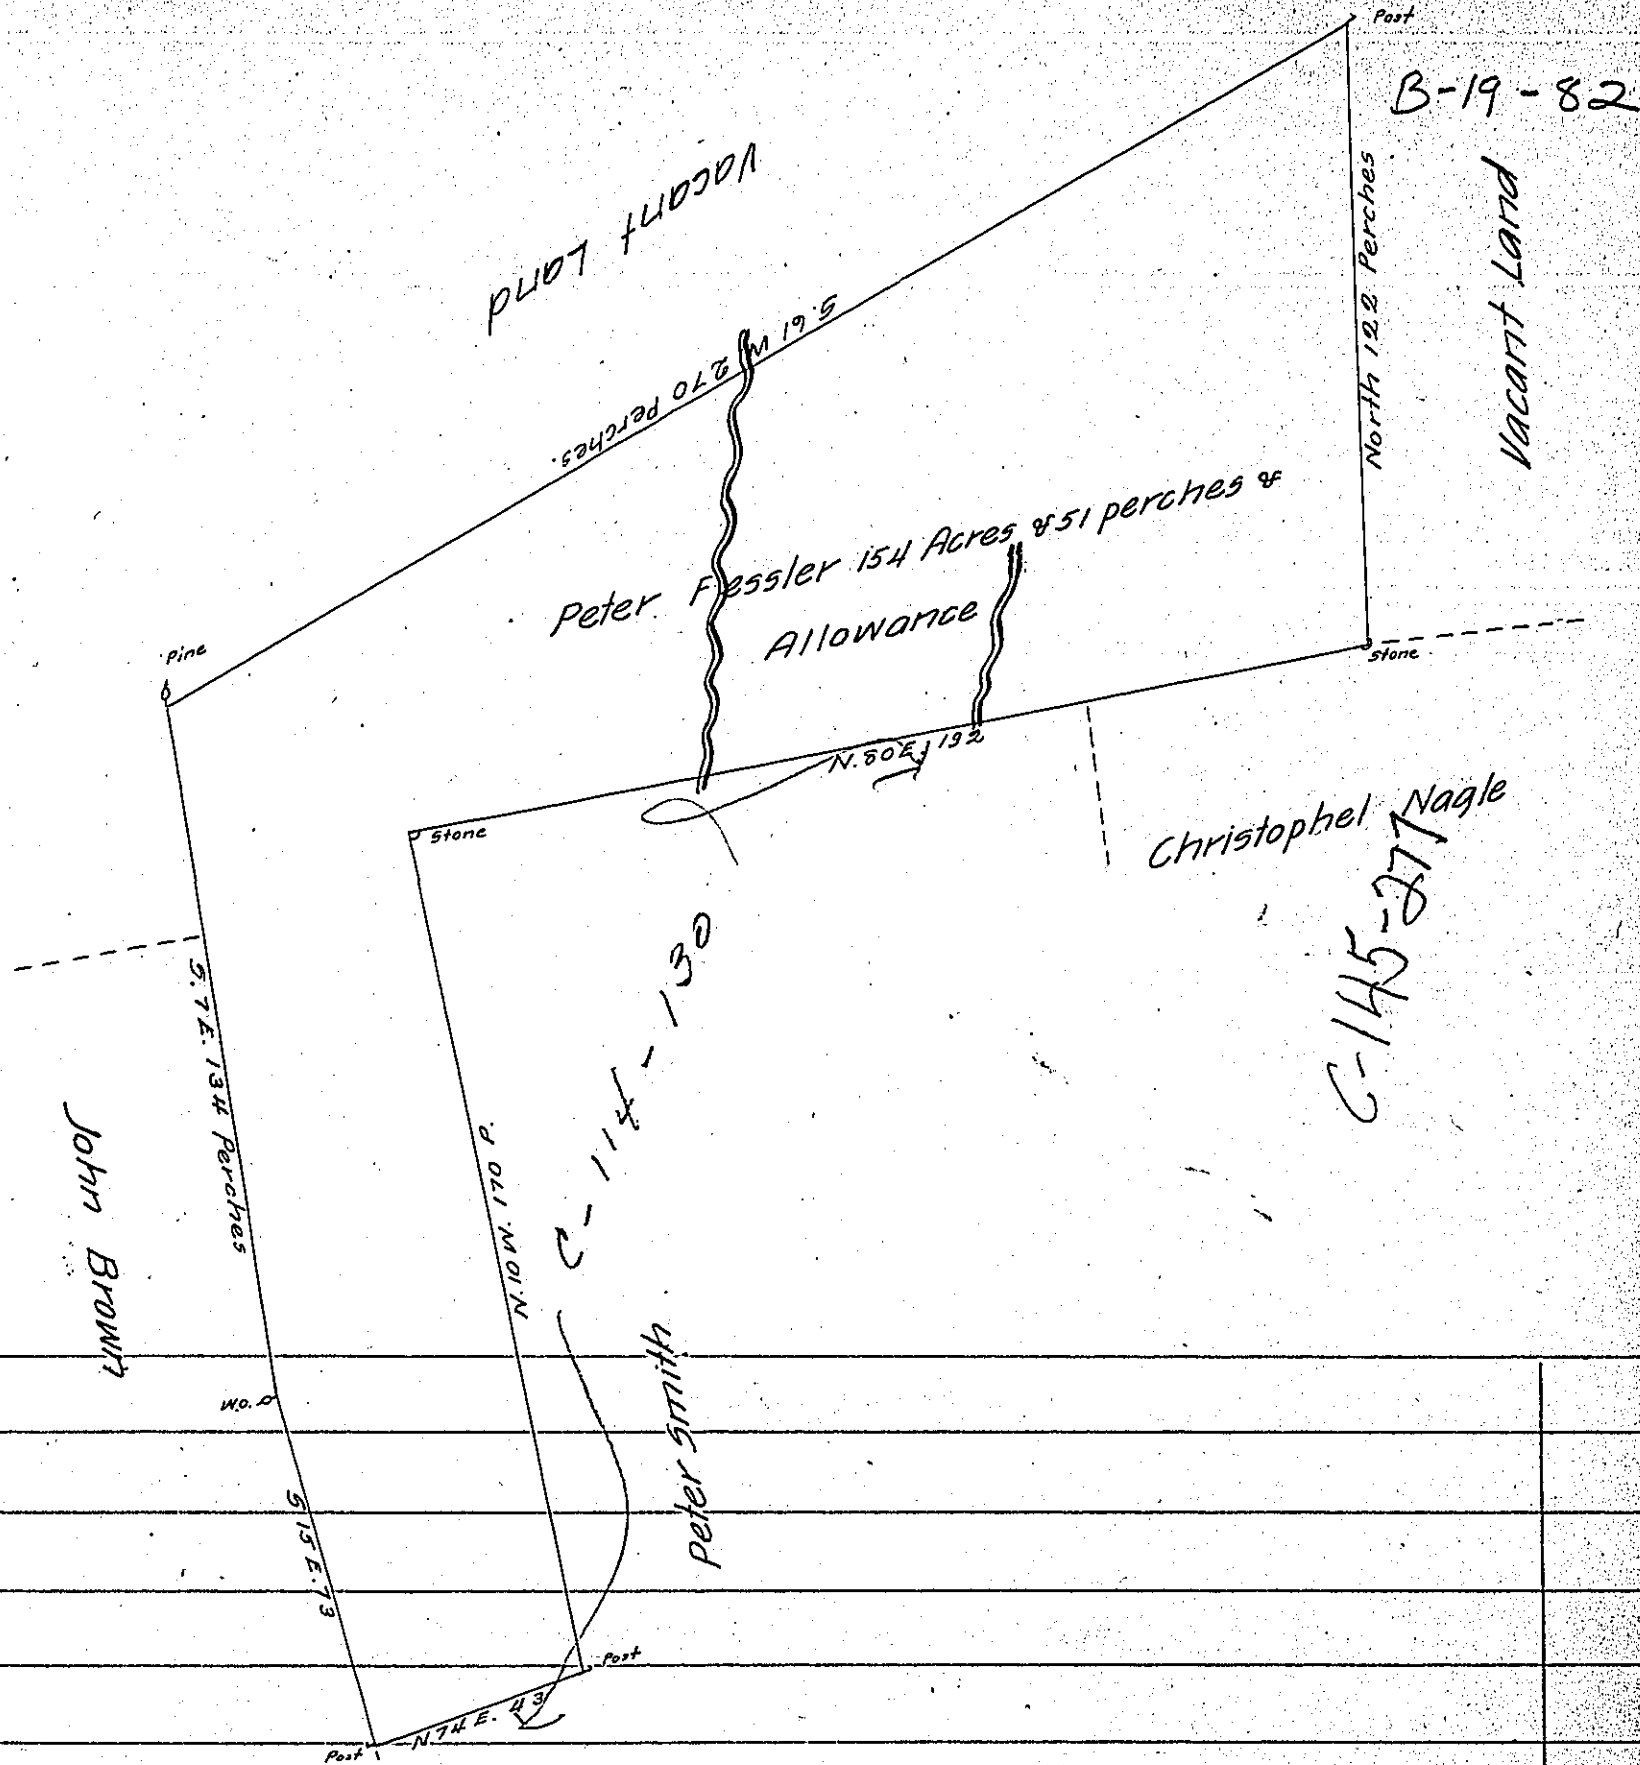 Post
B-19-82
Vacant Land
Vacant Land
S. 61 W 270 Perches.
North 122 Perches
Peter Fessler 154 Acres & 51 perches &
Allowance
Pine
Stone
N. 80 E, 192
Stone
Christophel Nagle
C-145-277
C-114-130
S. 7 E. 134 Perches
N. 10 W. 170 P.
John Brown
Peter Smith
W.O.
S 15 E. 73
Post
N 74 E. 43
Post